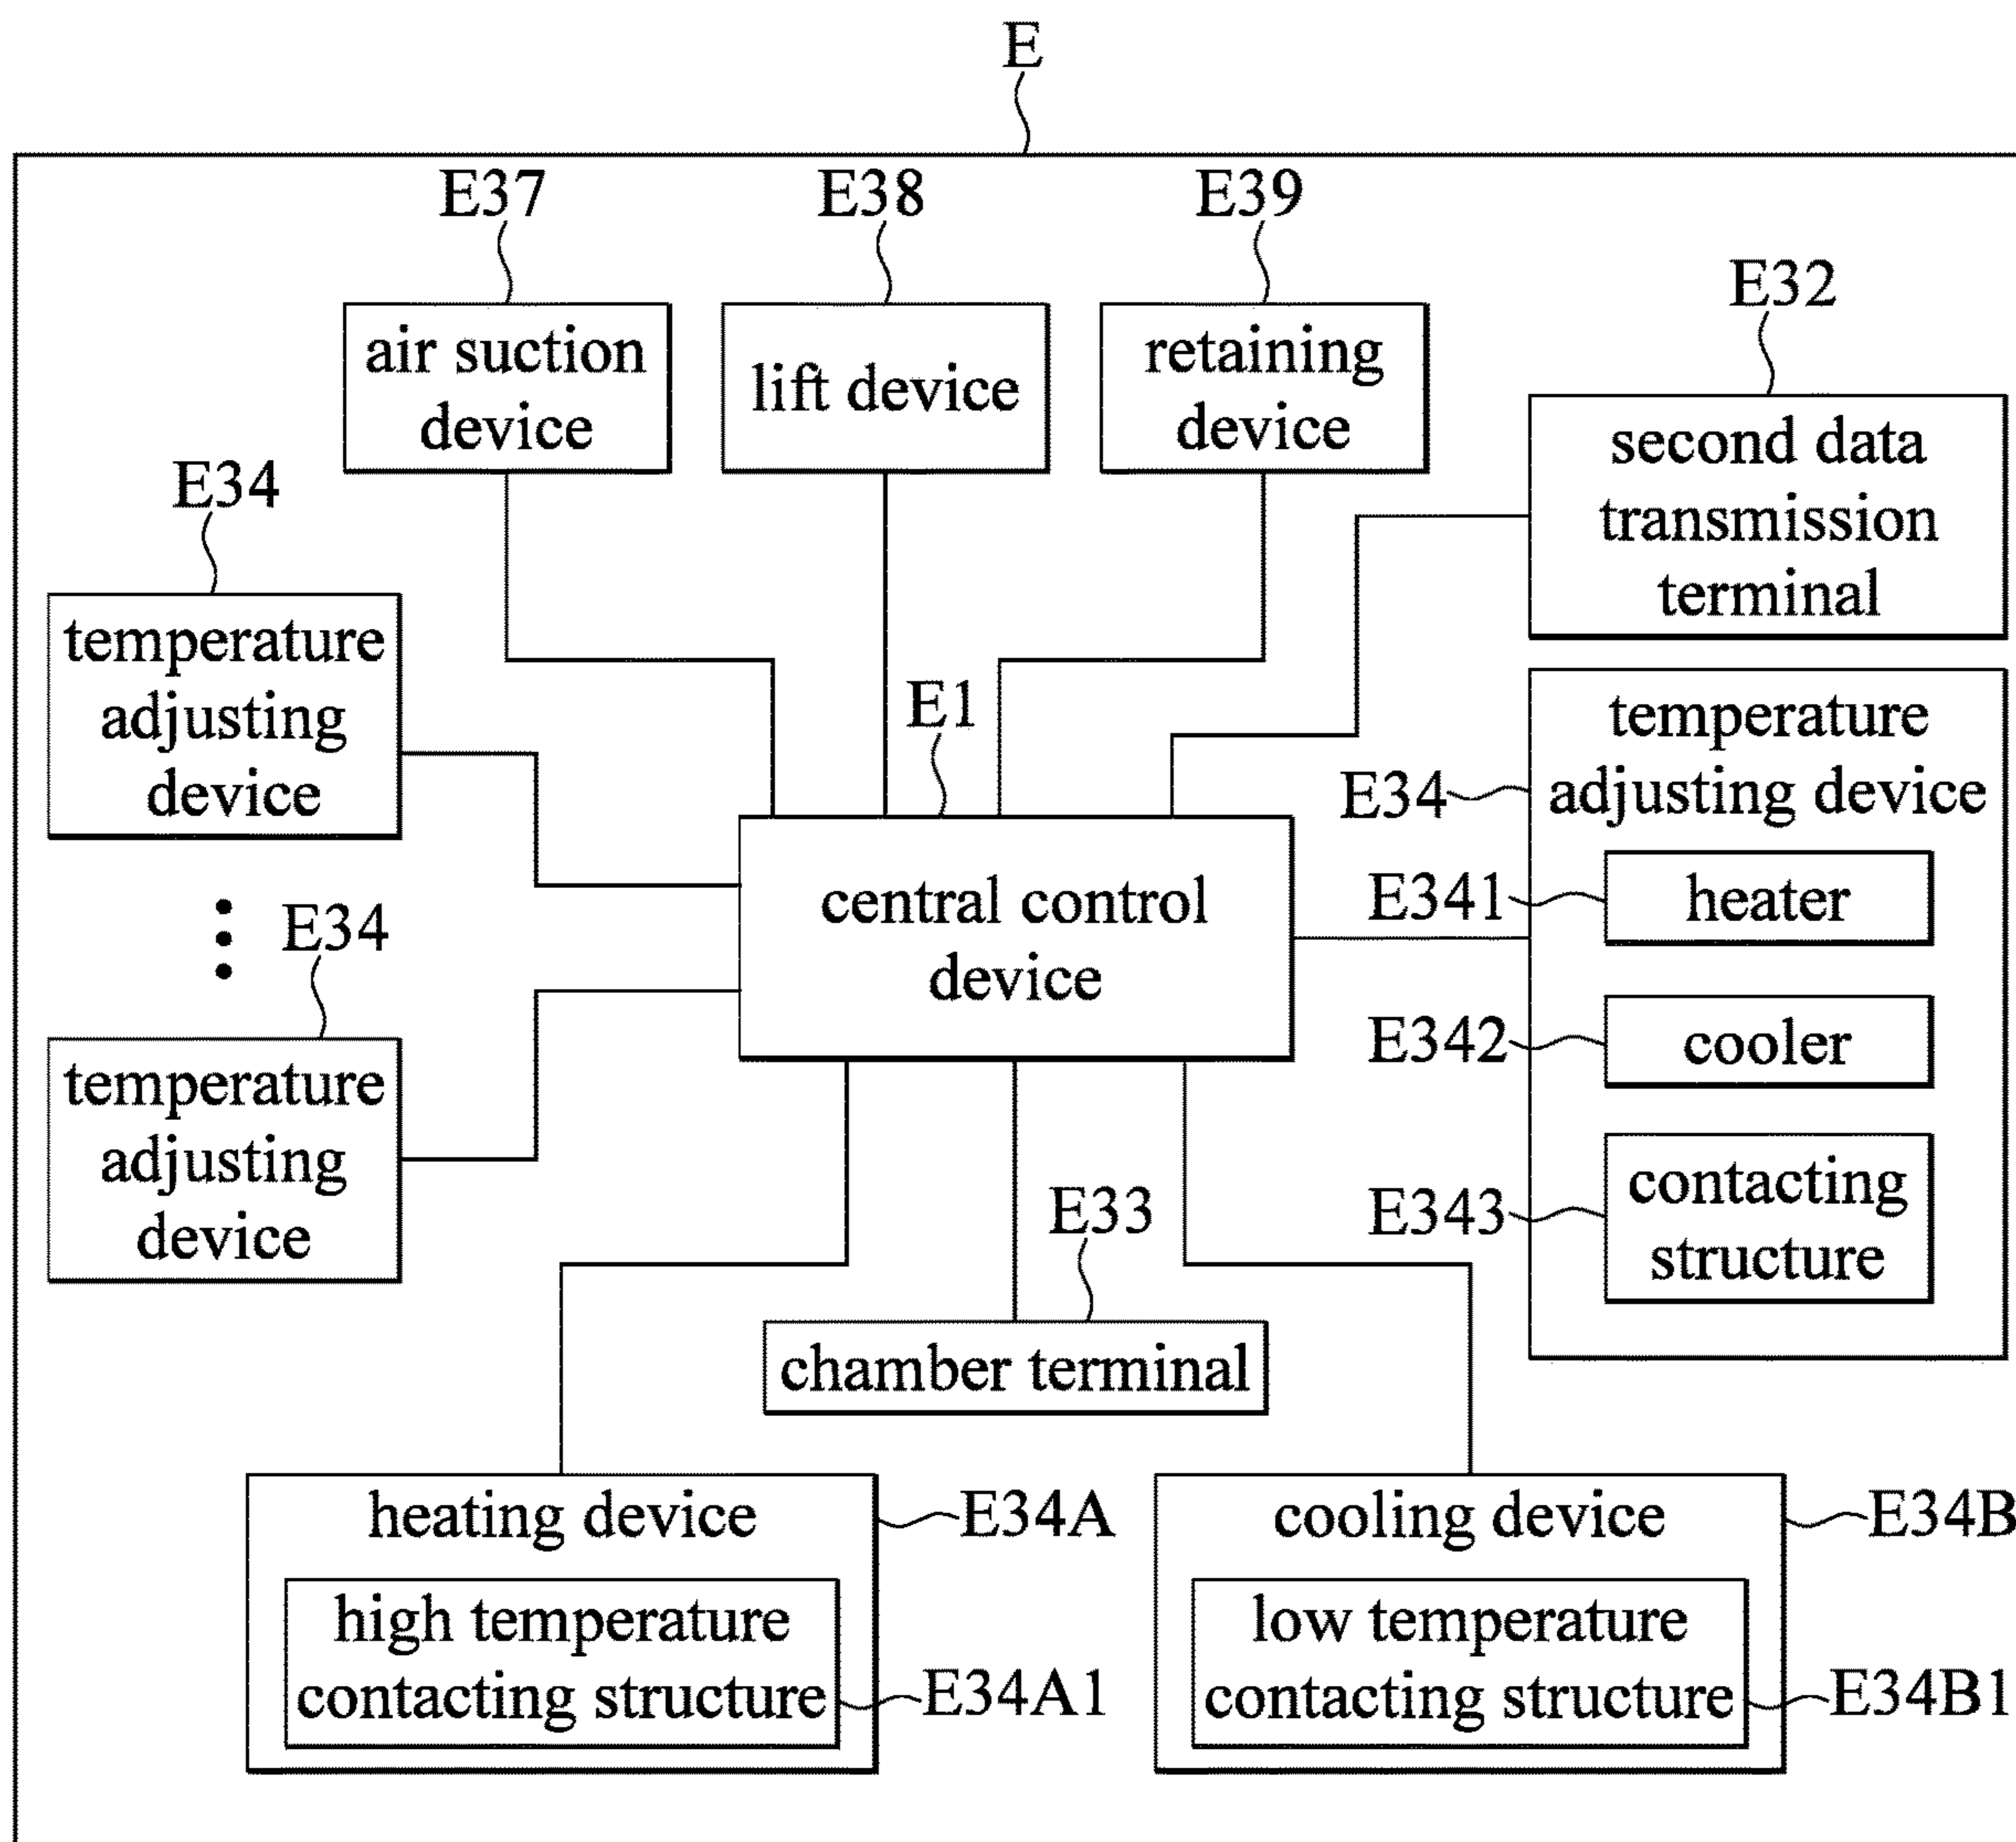 E
E37
E38
E39
E32
air suction
device
lift device
retaining
device
second data
transmission
terminal
E34
temperature
adjusting
device
E1
temperature
adjusting device
E34
E341
heater
central control
device
E34
E342
cooler
temperature
adjusting
device
E343
contacting
structure
E33
chamber terminal
heating device
E34A
high temperature
contacting structure
E34A1
cooling device
E34B
low temperature
contacting structure
E34B1